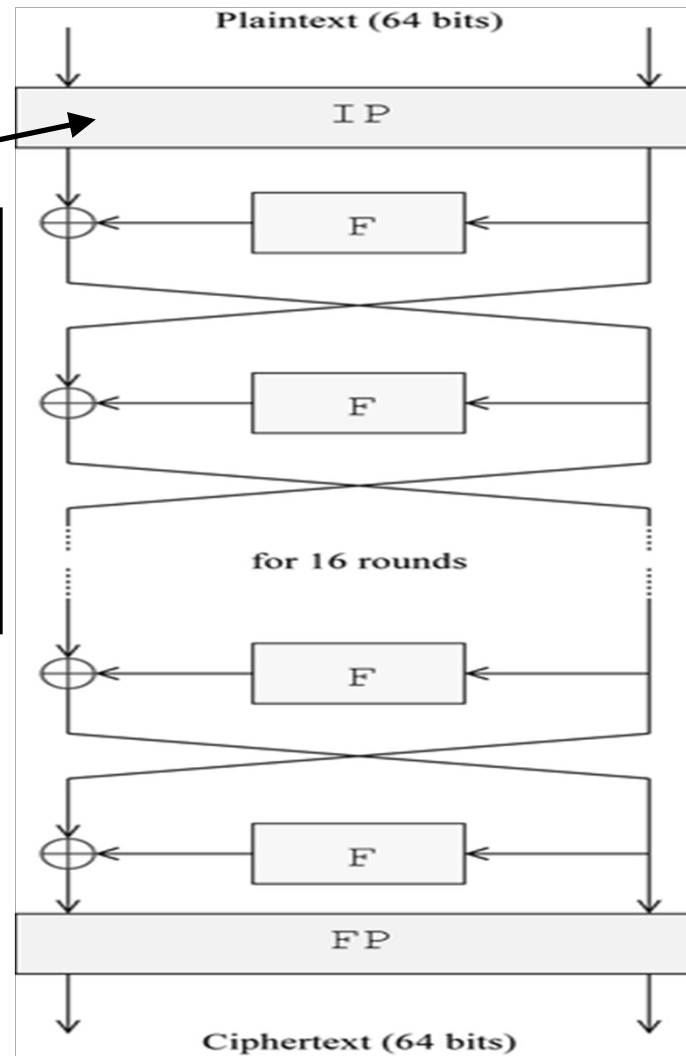 Plaintext (64 bits)
IP
F
F
for 16 rounds
F
F
FP
Ciphertext (64 bits)